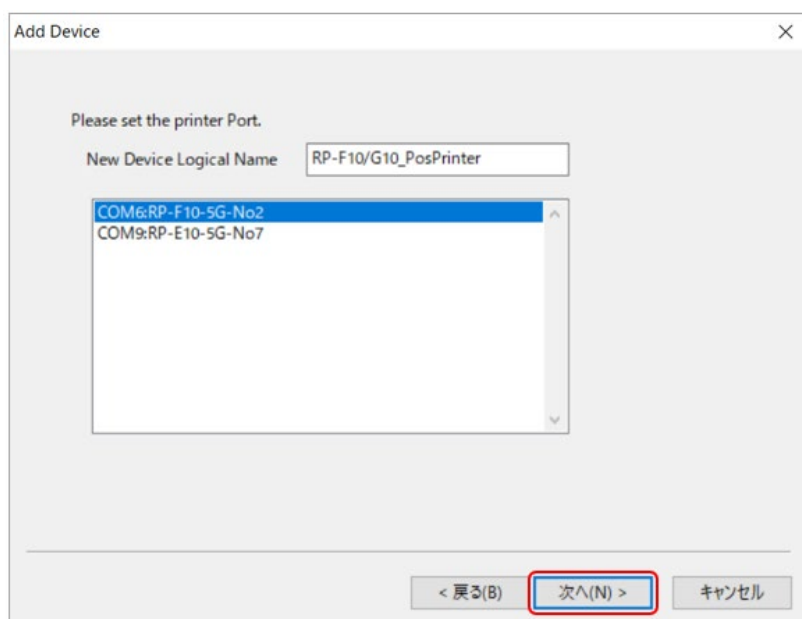 Add Device
Please set the printer Port.
New Device Logical Name RP-F10/G10_PosPrinter
COM6:RP-F10-5G-No2
COM9:RP-E10-5G-No7
< 戻る(B) 次へ(N) > キャンセル